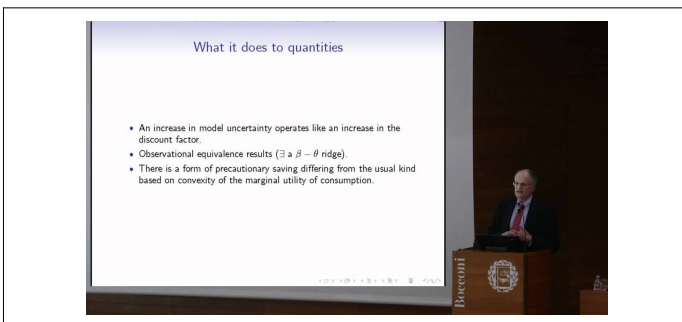 What it does to quantities
• An increase in model uncertainty operates like an increase in the
discount factor.
• Observational equivalence results (∃ a β − θ ridge).
• There is a form of precautionary saving differing from the usual kind
based on convexity of the marginal utility of consumption.
Bocconi